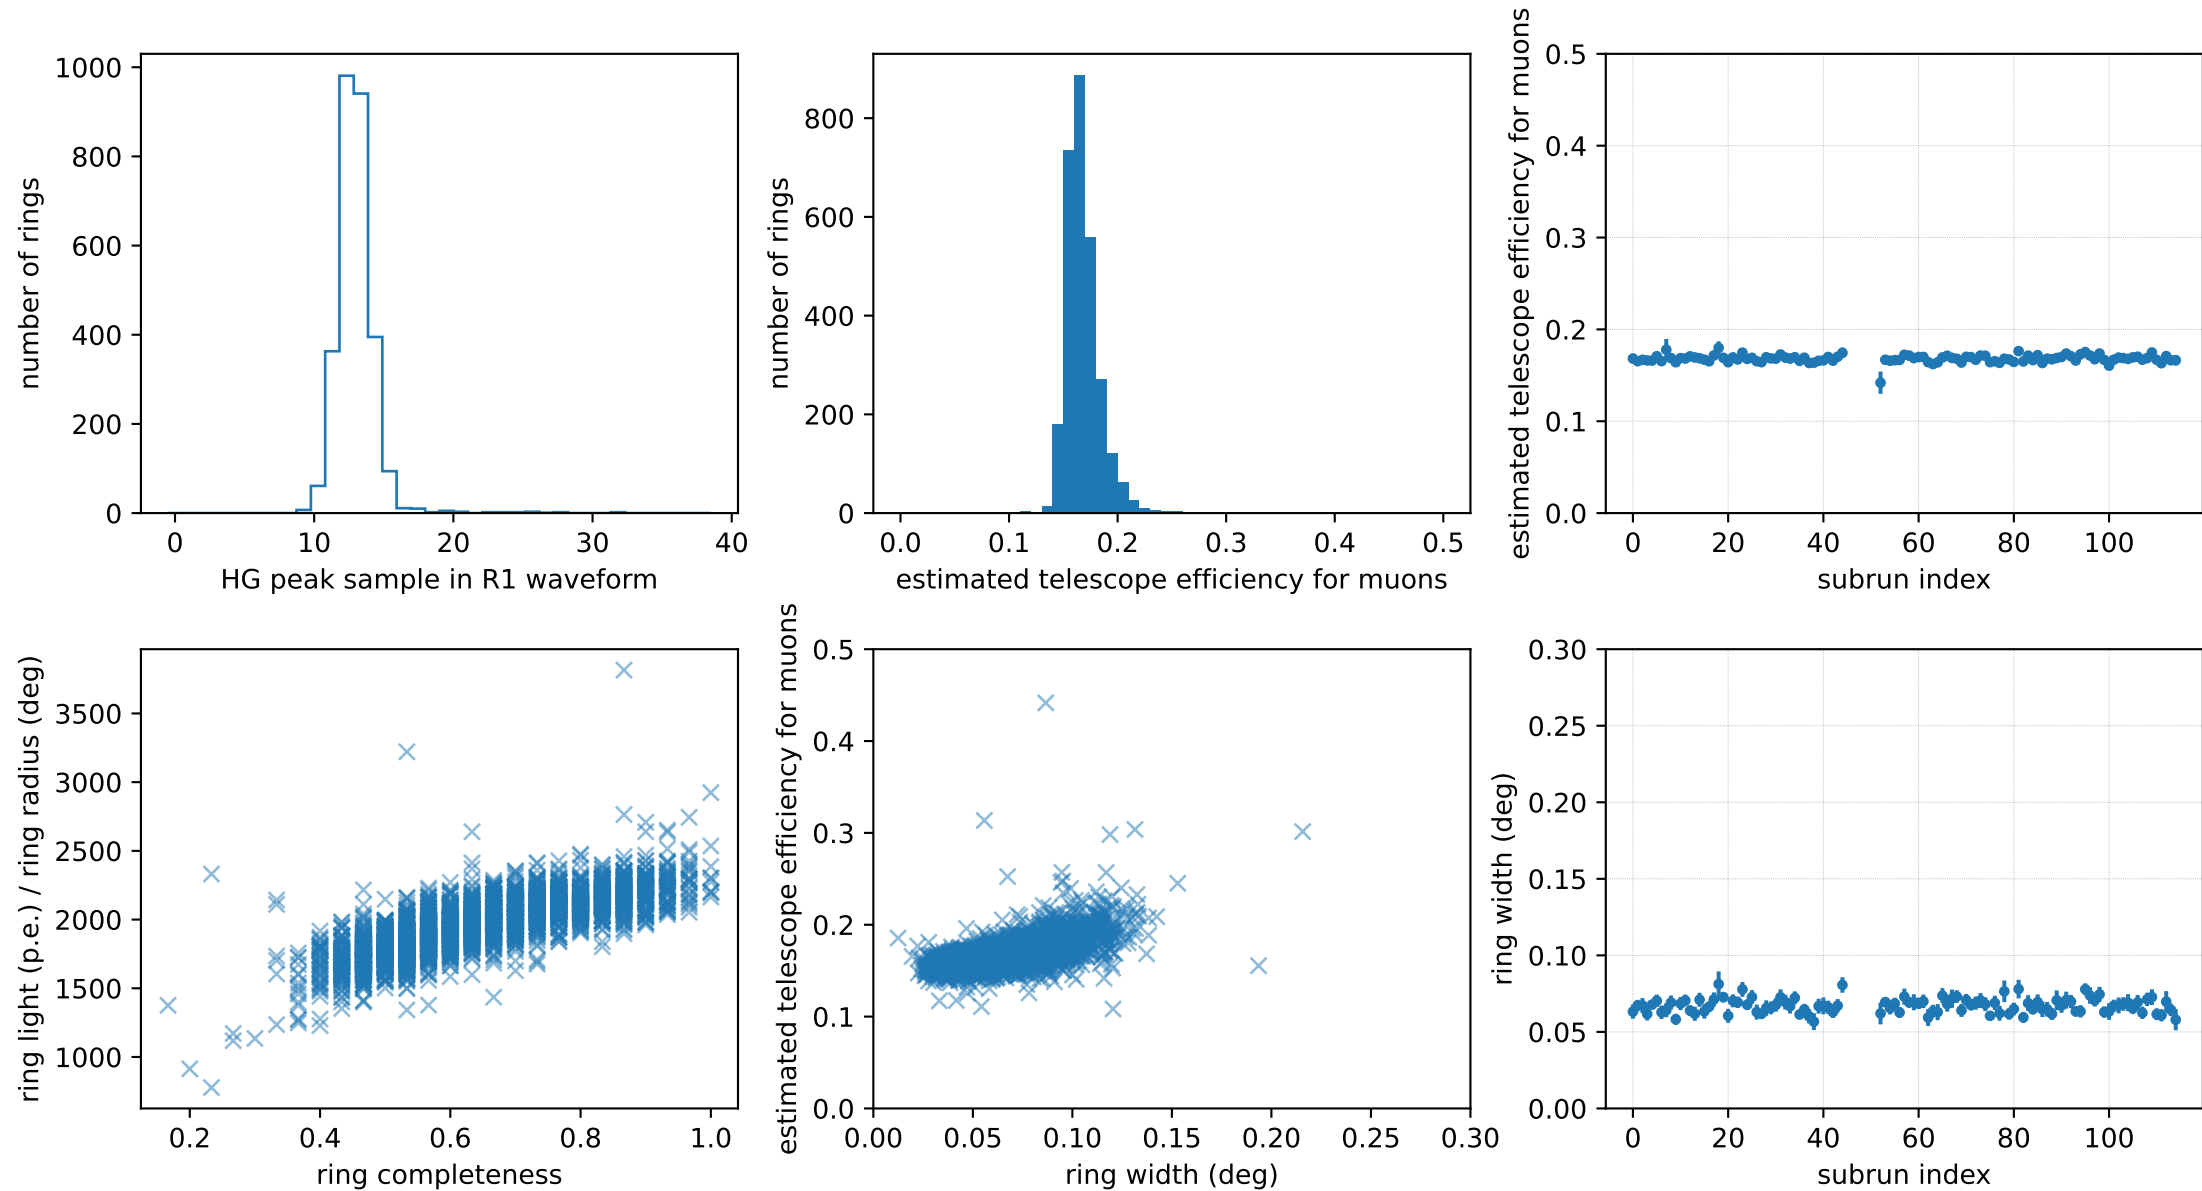 1000
800
600
400
200
0
number of rings
0 10 20 30 40
HG peak sample in R1 waveform
800
600
400
200
0
number of rings
0.0 0.1 0.2 0.3 0.4 0.5
estimated telescope efficiency for muons
0.5
0.4
0.3
0.2
0.1
0.0
estimated telescope efficiency for muons
0 20 40 60 80 100
subrun index
3500
3000
2500
2000
1500
1000
ring light (p.e.) / ring radius (deg)
0.2 0.4 0.6 0.8 1.0
ring completeness
0.5
0.4
0.3
0.2
0.1
0.0
estimated telescope efficiency for muons
0.00 0.05 0.10 0.15 0.20 0.25 0.30
ring width (deg)
0.30
0.25
0.20
0.15
0.10
0.05
0.00
ring width (deg)
0 20 40 60 80 100
subrun index